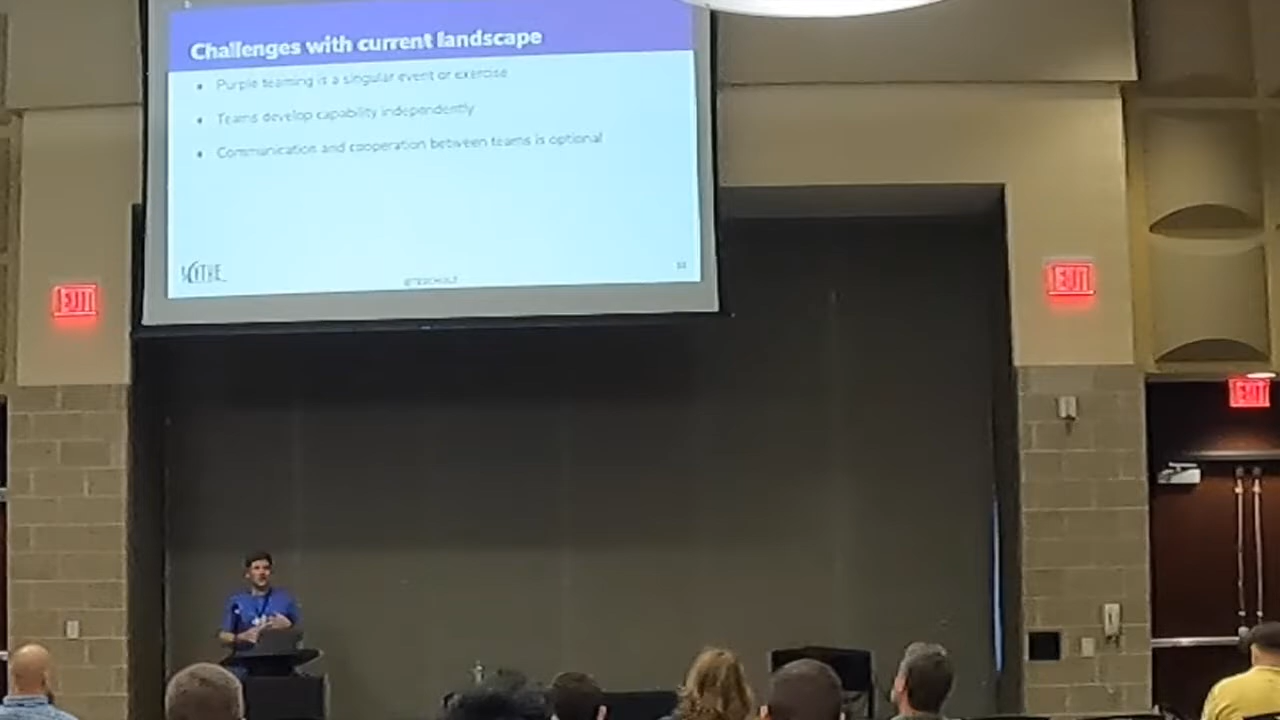 Challenges with current landscape
Purple teaming is a singular event or exercise
Teams develop capability independently
Communication and cooperation between teams is optional
SCYTHE
EXIT
EXIT
EXIT